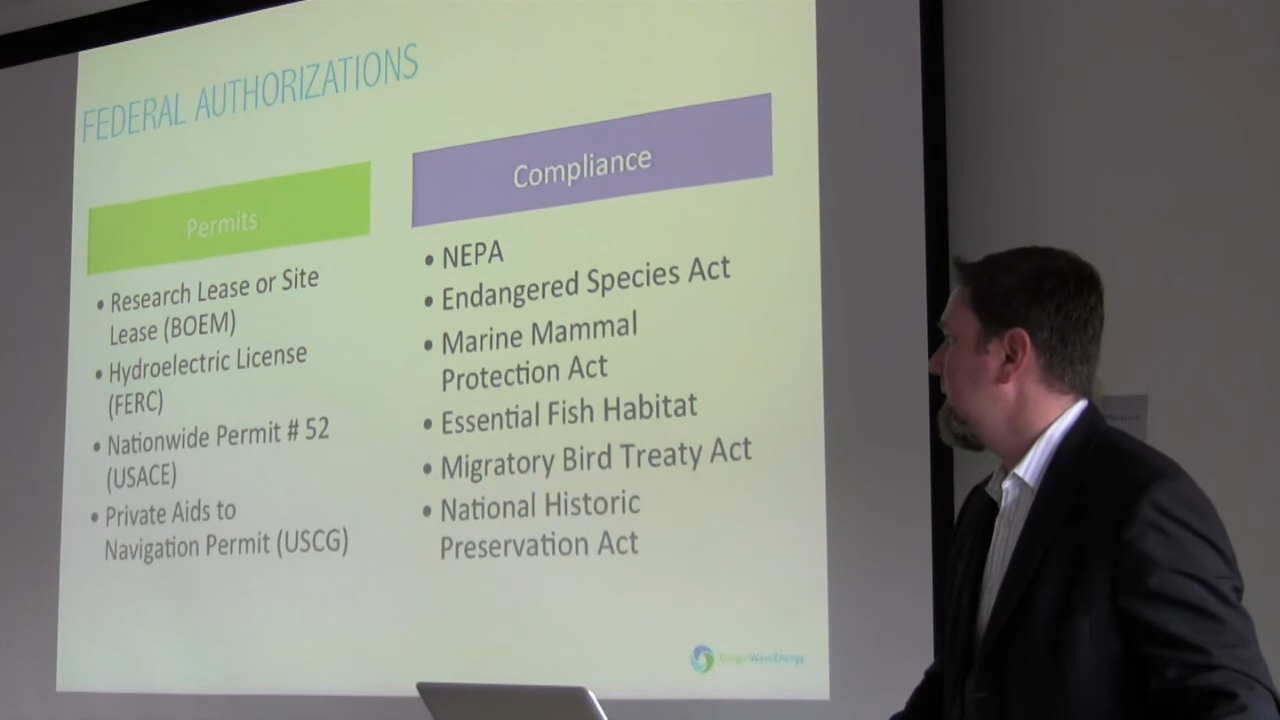 FEDERAL AUTHORIZATIONS
Permits
• Research Lease or Site
Lease (BOEM)
• Hydroelectric License
(FERC)
• Nationwide Permit # 52
(USACE)
• Private Aids to
Navigation Permit (USCG)
Compliance
• NEPA
• Endangered Species Act
• Marine Mammal
Protection Act
• Essential Fish Habitat
• Migratory Bird Treaty Act
• National Historic
Preservation Act
OregonWaveEnergy